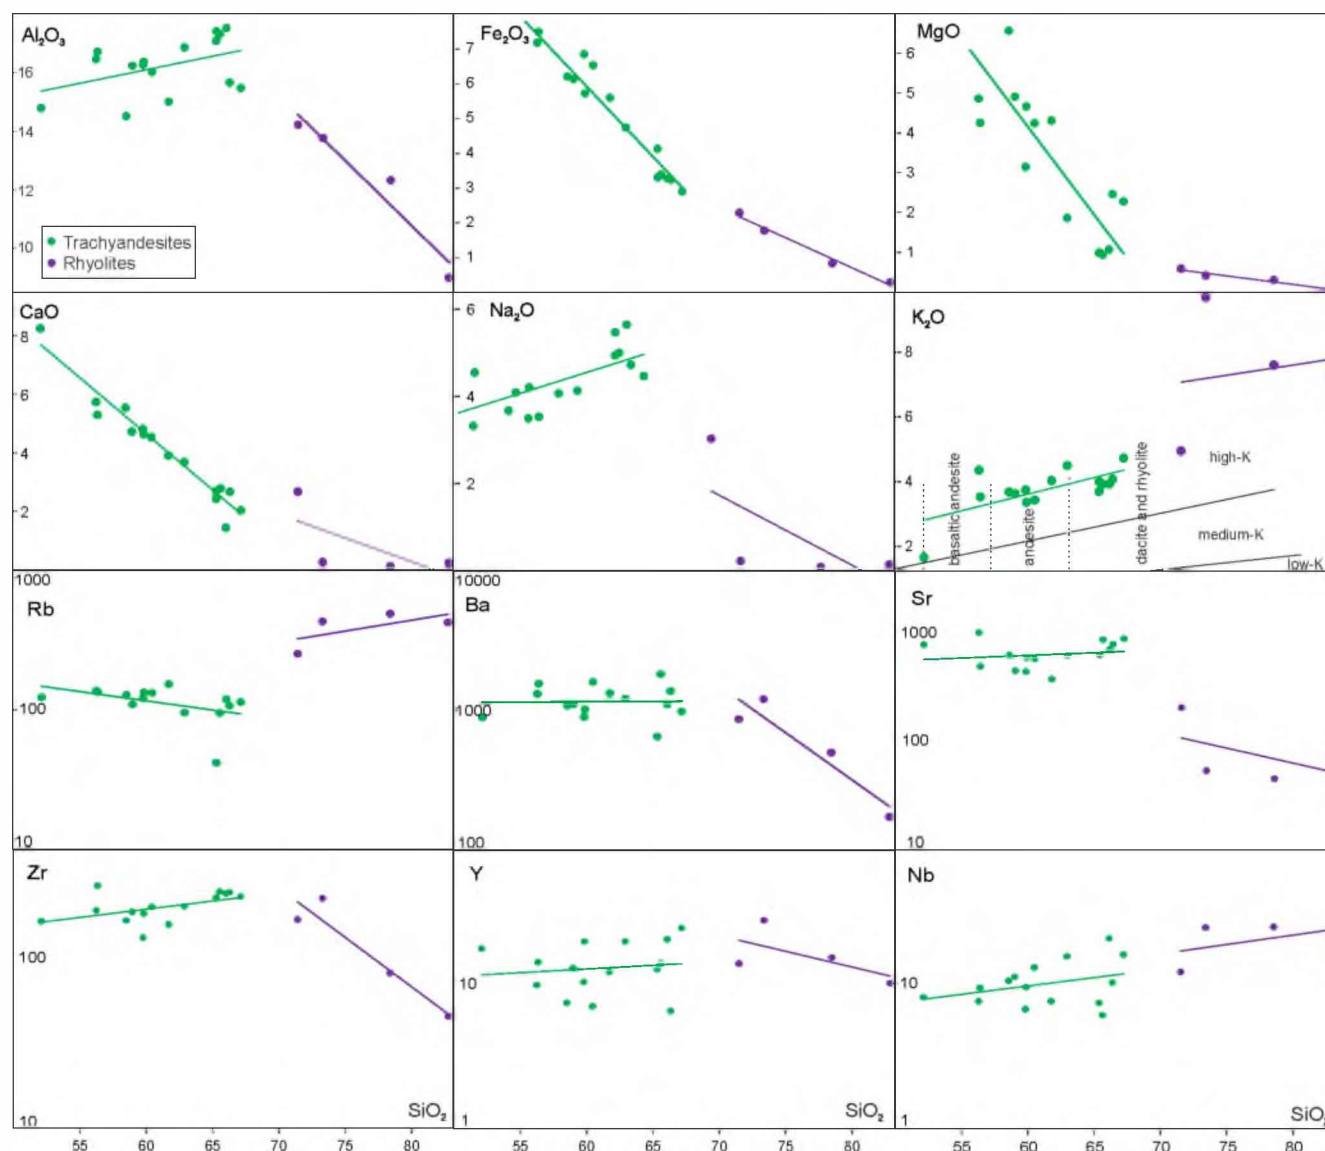 Al₂O₃
16
14
12
10
Trachyandesites
Rhyolites
Fe₂O₃
7
6
5
4
3
2
1
MgO
6
5
4
3
2
1
CaO
8
6
4
2
Na₂O
6
4
2
K₂O
8
6
4
2
basaltic andesite
andesite
dacite and rhyolite
high-K
medium-K
low-K
1000
Rb
100
10
10000
Ba
1000
100
Sr
1000
100
10
Zr
100
10
SiO₂
55 60 65 70 75 80
Y
10
1
SiO₂
55 60 65 70 75 80
Nb
10
1
SiO₂
55 60 65 70 75 80